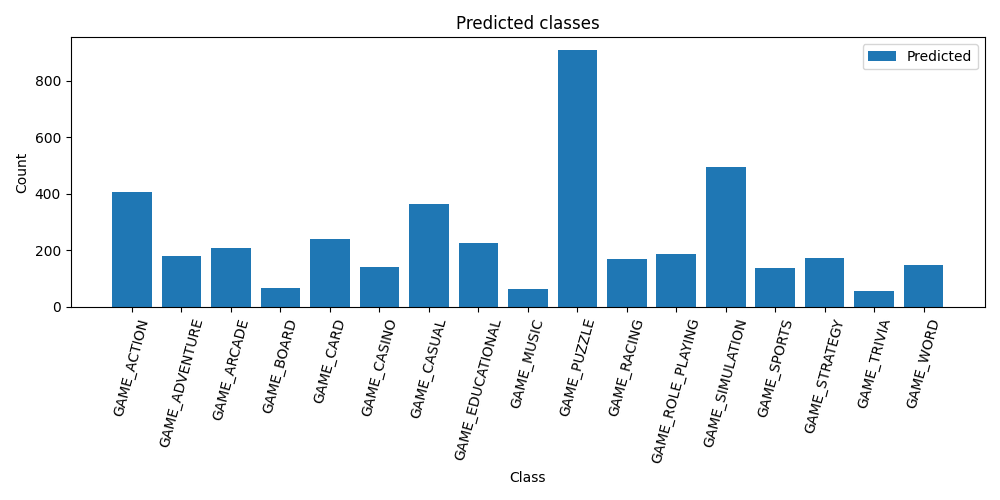 Predicted classes
Predicted
Count
800
600
400
200
0
GAME_ACTION
GAME_ADVENTURE
GAME_ARCADE
GAME_BOARD
GAME_CARD
GAME_CASINO
GAME_CASUAL
GAME_EDUCATIONAL
GAME_MUSIC
GAME_PUZZLE
GAME_RACING
GAME_ROLE_PLAYING
GAME_SIMULATION
GAME_SPORTS
GAME_STRATEGY
GAME_TRIVIA
GAME_WORD
Class